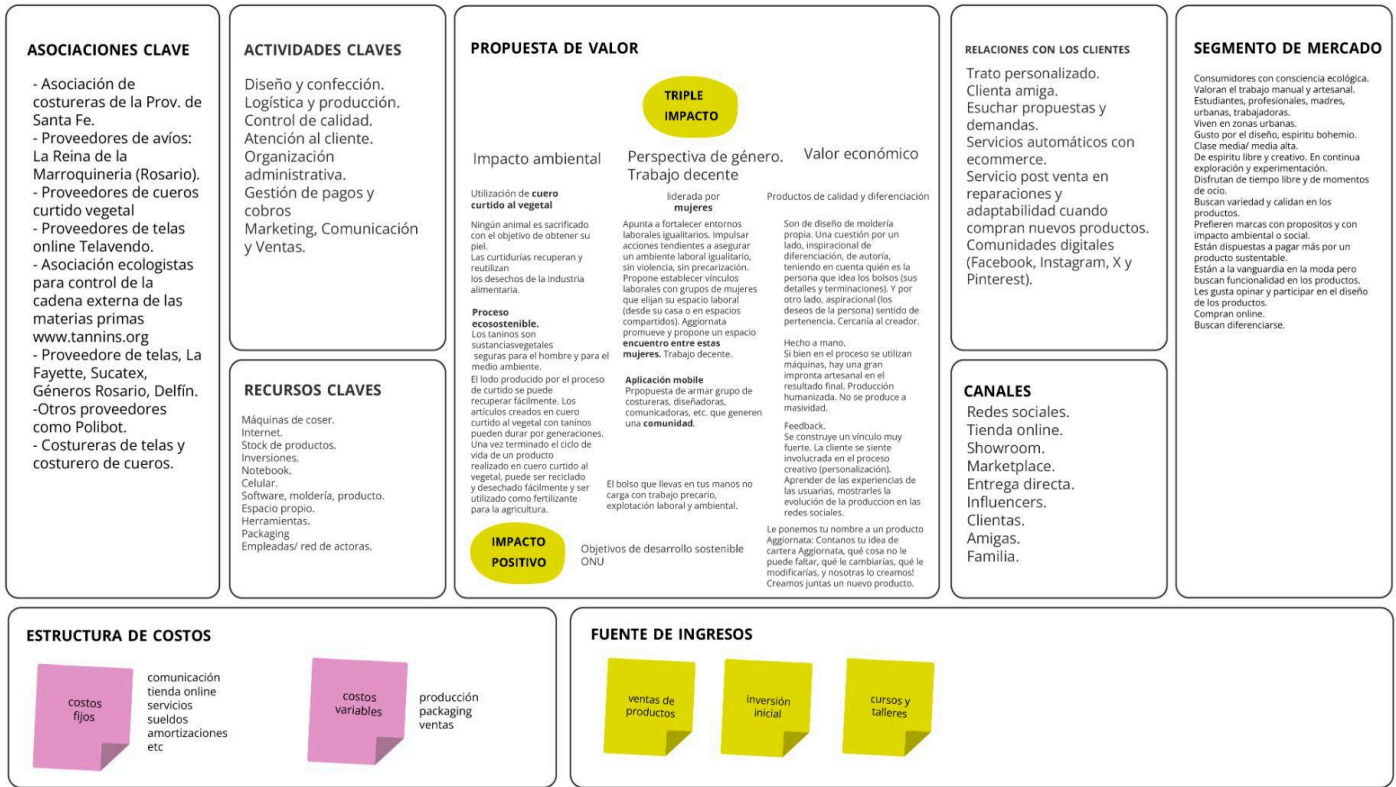 ASOCIACIONES CLAVE
- Asociación de
costureras de la Prov. de
Santa Fe.
- Proveedores de avíos:
La Reina de la
Marroquineria (Rosario).
- Proveedores de cueros
curtido vegetal
- Proveedores de telas
online Telavendo.
- Asociación ecologistas
para control de la
cadena externa de las
materias primas
www.tannins.org
- Proveedore de telas, La
Fayette, Sucatex,
Géneros Rosario, Delfín.
-Otros proveedores
como Polibot.
- Costureras de telas y
costurero de cueros.
ACTIVIDADES CLAVES
Diseño y confección.
Logística y producción.
Control de calidad.
Atención al cliente.
Organización
administrativa.
Gestión de pagos y
cobros
Marketing, Comunicación
y Ventas.
RECURSOS CLAVES
Máquinas de coser.
Internet.
Stock de productos.
Inversiones.
Notebook.
Celular.
Software, moldería, producto.
Espacio propio.
Herramientas.
Packaging
Empleadas/ red de actoras.
PROPUESTA DE VALOR
TRIPLE
IMPACTO
Impacto ambiental
Utilización de cuero
curtido al vegetal
Ningún animal es sacrificado
con el objetivo de obtener su
piel.
Las curtidurías recuperan y
reutilizan
los desechos de la industria
alimentaria.
Proceso
ecosostenible.
Los taninos son
sustanciasvegetales
seguras para el hombre y para el
medio ambiente.
El lodo producido por el proceso
de curtido se puede
recuperar fácilmente. Los
artículos creados en cuero
curtido al vegetal con taninos
pueden durar por generaciones.
Una vez terminado el ciclo de
vida de un producto
realizado en cuero curtido al
vegetal, puede ser reciclado
y desechado fácilmente y ser
utilizado como fertilizante
para la agricultura.
Perspectiva de género.
Trabajo decente
liderada por
mujeres
Apunta a fortalecer entornos
laborales igualitarios. Impulsar
acciones tendientes a asegurar
un ambiente laboral igualitario,
sin violencia, sin precarización.
Propone establecer vínculos
laborales con grupos de mujeres
que elijan su espacio laboral
(desde su casa o en espacios
compartidos). Aggiornata
promueve y propone un espacio
encuentro entre estas
mujeres. Trabajo decente.
Aplicación mobile
Prpopuesta de armar grupo de
costureras, diseñadoras,
comunicadoras, etc. que generen
una comunidad.
El bolso que llevas en tus manos no
carga con trabajo precario,
explotación laboral y ambiental.
Valor económico
Productos de calidad y diferenciación
Son de diseño de moldería
propia. Una cuestión por un
lado, inspiracional de
diferenciación, de autoría,
teniendo en cuenta quién es la
persona que idea los bolsos (sus
detalles y terminaciones). Y por
otro lado, aspiracional (los
deseos de la persona) sentido de
pertenencia. Cercanía al creador.
Hecho a mano.
Si bien en el proceso se utilizan
máquinas, hay una gran
impronta artesanal en el
resultado final. Producción
humanizada. No se produce a
masividad.
Feedback.
Se construye un vínculo muy
fuerte. La cliente se siente
involucrada en el proceso
creativo (personalización).
Aprender de las experiencias de
las usuarias, mostrarles la
evolución de la produccion en las
redes sociales.
Le ponemos tu nombre a un producto
Aggiornata: Contanos tu idea de
cartera Aggiornata, qué cosa no le
puede faltar, qué le cambiarías, qué le
modificarías, y nosotras lo creamos!
Creamos juntas un nuevo producto.
IMPACTO
POSITIVO
Objetivos de desarrollo sostenible
ONU
RELACIONES CON LOS CLIENTES
Trato personalizado.
Clienta amiga.
Esuchar propuestas y
demandas.
Servicios automáticos con
ecommerce.
Servicio post venta en
reparaciones y
adaptabilidad cuando
compran nuevos productos.
Comunidades digitales
(Facebook, Instagram, X y
Pinterest).
CANALES
Redes sociales.
Tienda online.
Showroom.
Marketplace.
Entrega directa.
Influencers.
Clientas.
Amigas.
Familia.
SEGMENTO DE MERCADO
Consumidores con consciencia ecológica.
Valoran el trabajo manual y artesanal.
Estudiantes, profesionales, madres,
urbanas, trabajadoras.
Viven en zonas urbanas.
Gusto por el diseño, espiritu bohemio.
Clase media/ media alta.
De espiritu libre y creativo. En continua
exploración y experimentación.
Disfrutan de tiempo libre y de momentos
de ocio.
Buscan variedad y calidan en los
productos.
Prefieren marcas con propositos y con
impacto ambiental o social.
Están dispuestas a pagar más por un
producto sustentable.
Están a la vanguardia en la moda pero
buscan funcionalidad en los productos.
Les gusta opinar y participar en el diseño
de los productos.
Compran online.
Buscan diferenciarse.
ESTRUCTURA DE COSTOS
costos
fijos
comunicación
tienda online
servicios
sueldos
amortizaciones
etc
costos
variables
producción
packaging
ventas
FUENTE DE INGRESOS
ventas de
productos
inversión
inicial
cursos y
talleres